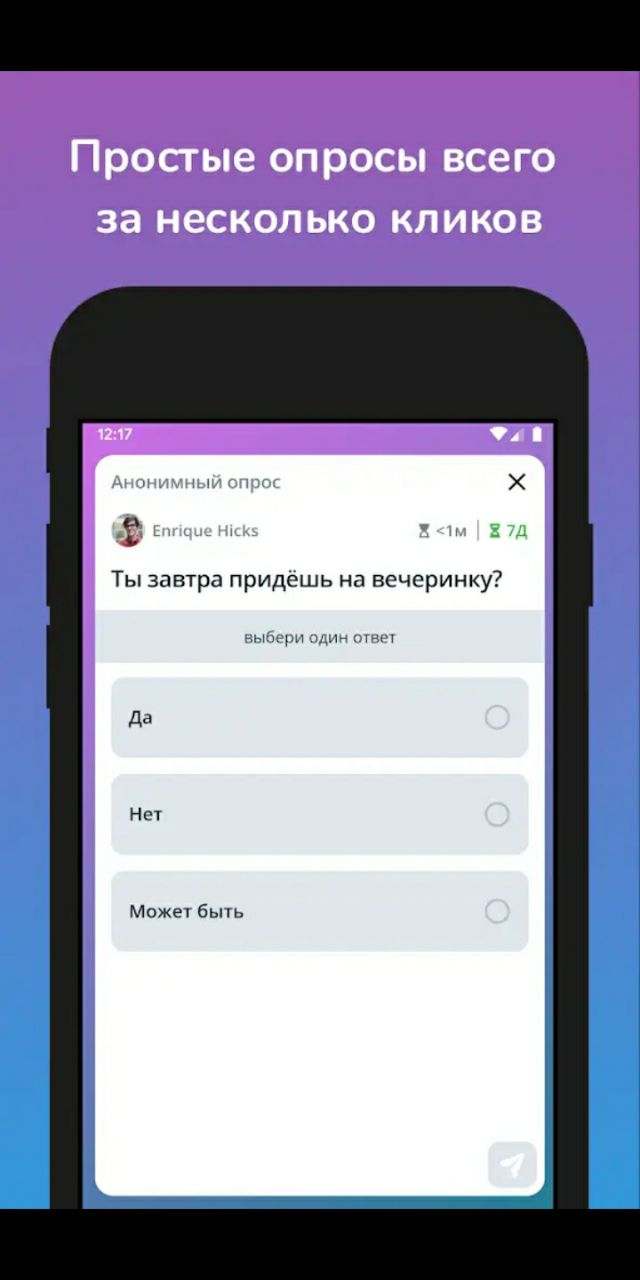 Простые опросы всего
за несколько кликов
12:17
Анонимный опрос
Enrique Hicks <1м | 7Д
Ты завтра придёшь на вечеринку?
выбери один ответ
Да
Нет
Может быть